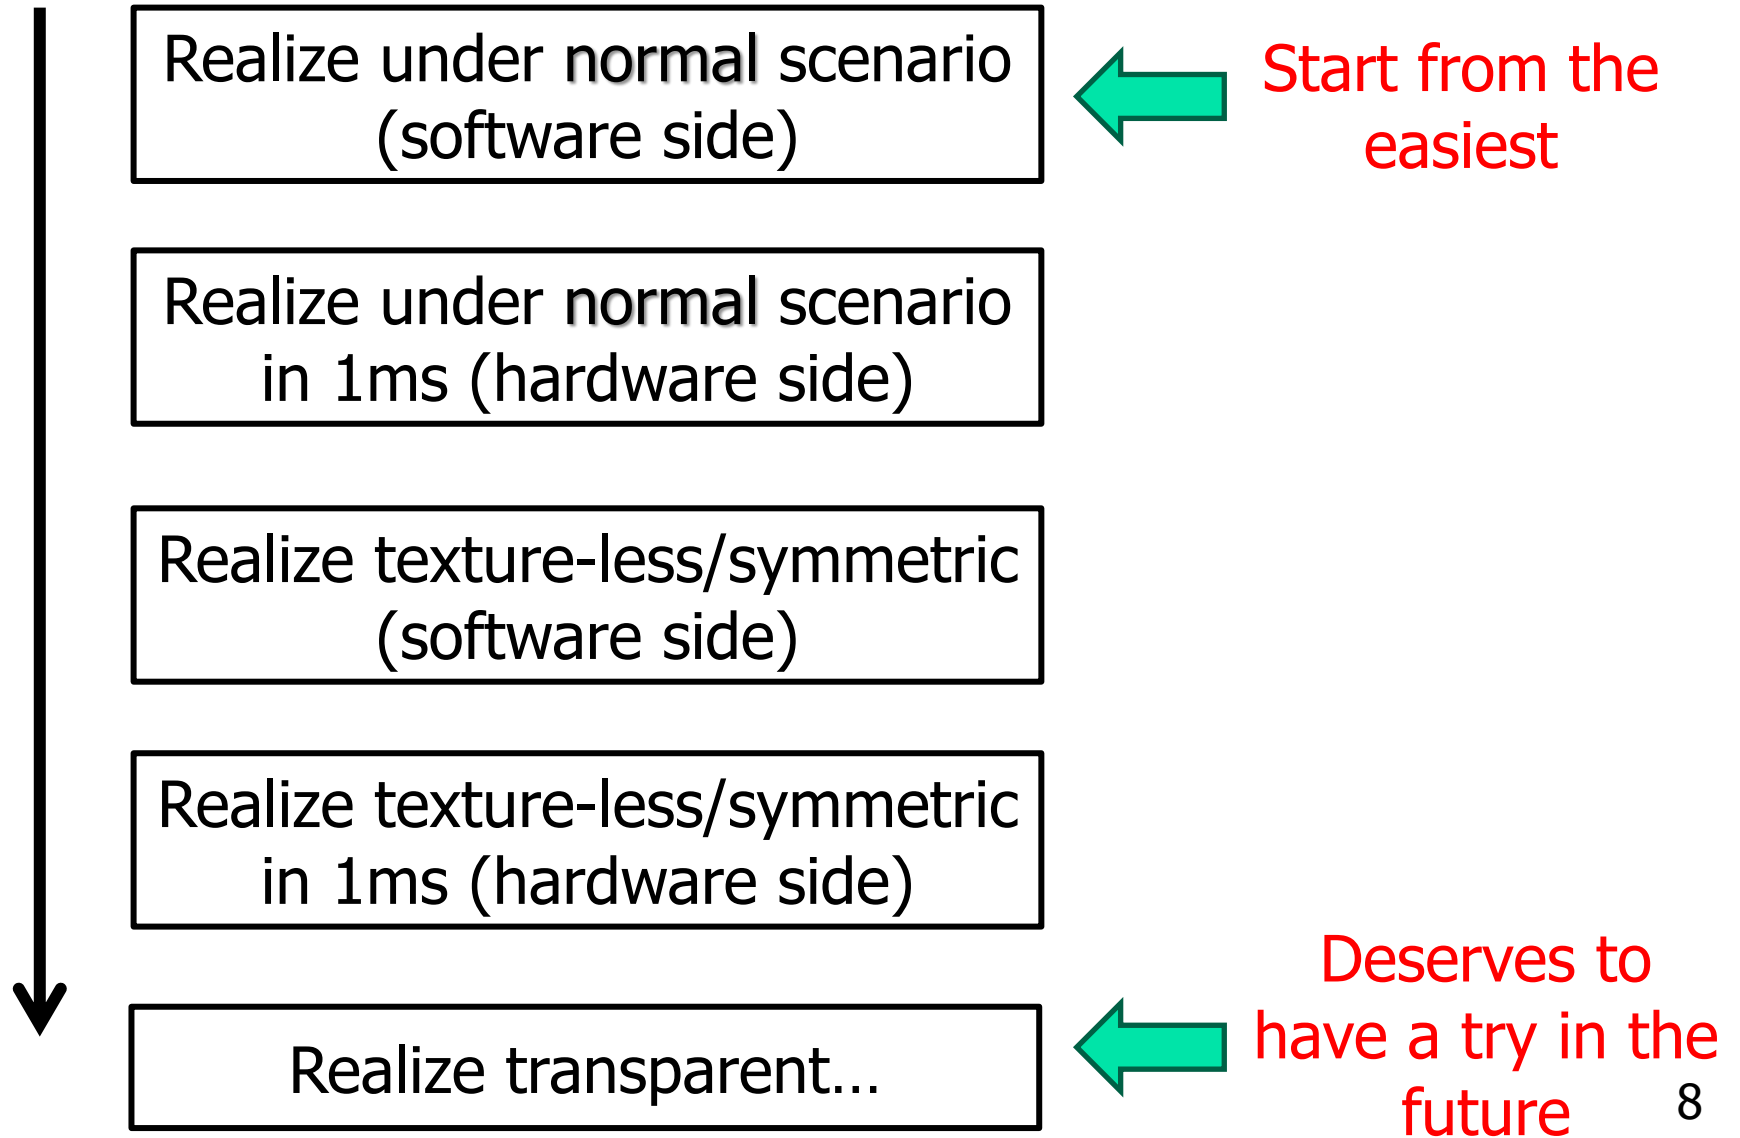 Realize under normal scenario
(software side)
Start from the
easiest
Realize under normal scenario
in 1ms (hardware side)
Realize texture-less/symmetric
(software side)
Realize texture-less/symmetric
in 1ms (hardware side)
Realize transparent…
Deserves to
have a try in the
future
8